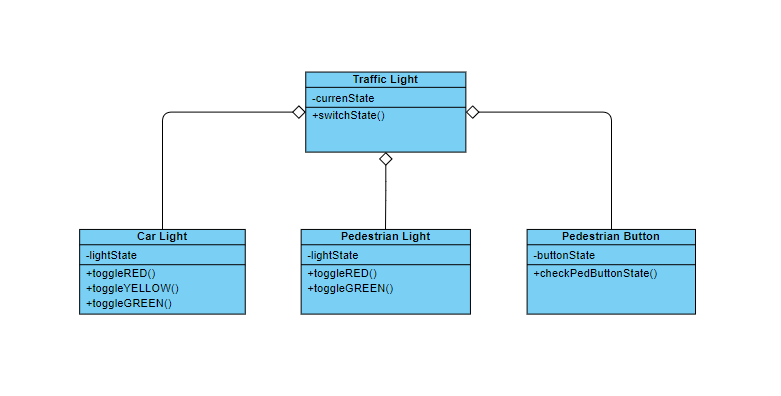 Traffic Light
-currenState
+switchState()
Car Light
-lightState
+toggleRED()
+toggleYELLOW()
+toggleGREEN()
Pedestrian Light
-lightState
+toggleRED()
+toggleGREEN()
Pedestrian Button
-buttonState
+checkPedButtonState()